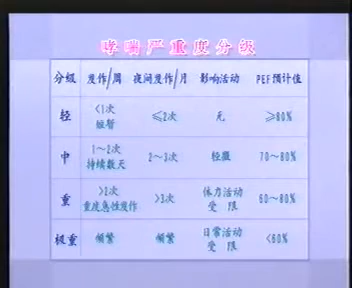 哮喘严重度分级
分级 发作/周 夜间发作/月 影响活动 PEF预计值
轻 <1次 短暂 ≤2次 无 ≥80%
中 1~2次 持续数天 2~3次 轻微 70~80%
重 >2次 重度急性发作 >3次 体力活动受限 60~80%
极重 频繁 频繁 日常活动受限 <60%